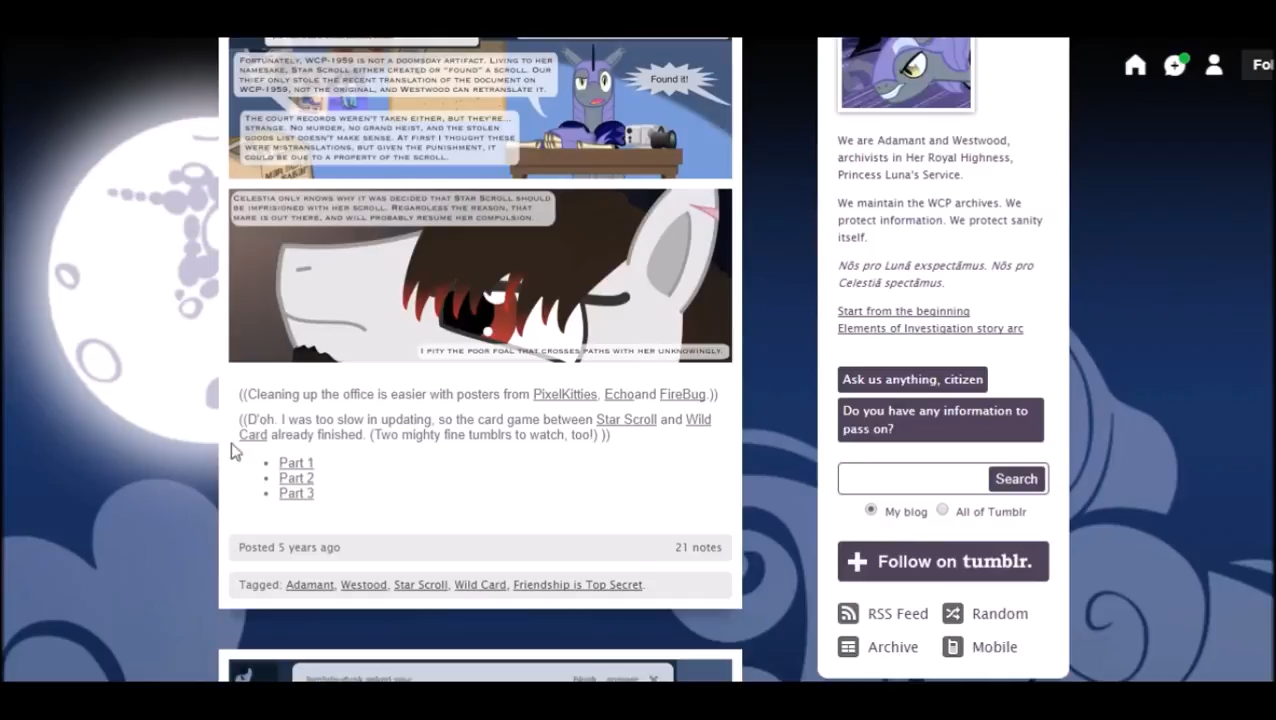 FORTUNATELY, WCP-1959 IS NOT A DOOMSDAY ARTIFACT. LIVING TO HER
NAMESAKE, STAR SCROLL EITHER CREATED OR "FOUND" A SCROLL. OUR
THIEF ONLY STOLE THE RECENT TRANSLATION OF THE DOCUMENT ON
WCP-1959, NOT THE ORIGINAL, AND WESTWOOD CAN RETRANSLATE IT.
Found it!
THE COURT RECORDS WEREN'T TAKEN EITHER, BUT THEY'RE...
STRANGE. NO MURDER, NO GRAND HEIST, AND THE STOLEN
GOODS LIST DOESN'T MAKE SENSE. AT FIRST I THOUGHT THESE
WERE MISTRANSLATIONS, BUT GIVEN THE PUNISHMENT, IT
COULD BE DUE TO A PROPERTY OF THE SCROLL.
CELESTIA ONLY KNOWS WHY IT WAS DECIDED THAT STAR SCROLL SHOULD
BE IMPRISIONED WITH HER SCROLL. REGARDLESS THE REASON, THAT
MARE IS OUT THERE, AND WILL PROBABLY RESUME HER COMPULSION.
I PITY THE POOR FOAL THAT CROSSES PATHS WITH HER UNKNOWINGLY.
((Cleaning up the office is easier with posters from PixelKitties, Echoand FireBug.))
((D'oh. I was too slow in updating, so the card game between Star Scroll and Wild
Card already finished. (Two mighty fine tumblrs to watch, too!) ))
• Part 1
• Part 2
• Part 3
Posted 5 years ago 21 notes
Tagged: Adamant, Westood, Star Scroll, Wild Card, Friendship is Top Secret.
Fol
We are Adamant and Westwood,
archivists in Her Royal Highness,
Princess Luna's Service.
We maintain the WCP archives. We
protect information. We protect sanity
itself.
Nōs pro Lunā exspectāmus. Nōs pro
Celestiā spectāmus.
Start from the beginning
Elements of Investigation story arc
Ask us anything, citizen
Do you have any information to
pass on?
Search
My blog All of Tumblr
Follow on tumblr.
RSS Feed Random
Archive Mobile